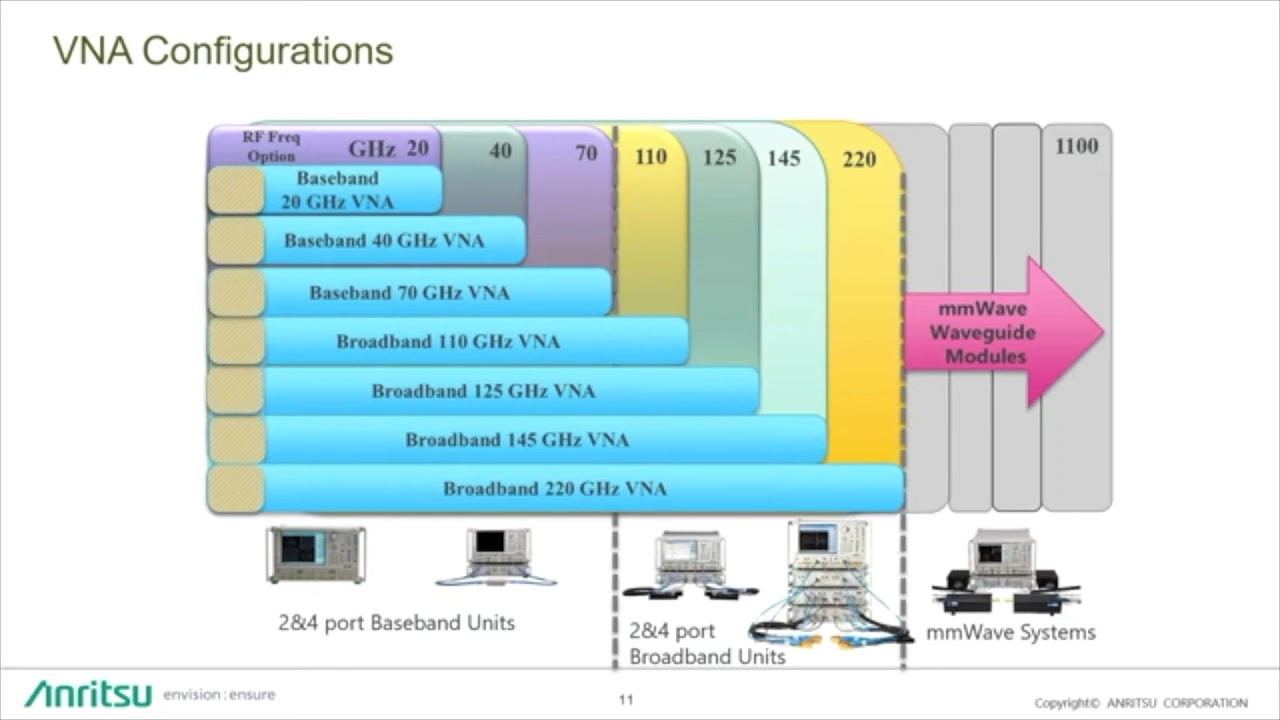 VNA Configurations
RF Freq
Option
GHz 20
40
70
110
125
145
220
1100
Baseband
20 GHz VNA
Baseband 40 GHz VNA
Baseband 70 GHz VNA
Broadband 110 GHz VNA
Broadband 125 GHz VNA
Broadband 145 GHz VNA
Broadband 220 GHz VNA
mmWave
Waveguide
Modules
2&4 port Baseband Units
2&4 port
Broadband Units
mmWave Systems
Anritsu envision : ensure
11
Copyright© ANRITSU CORPORATION